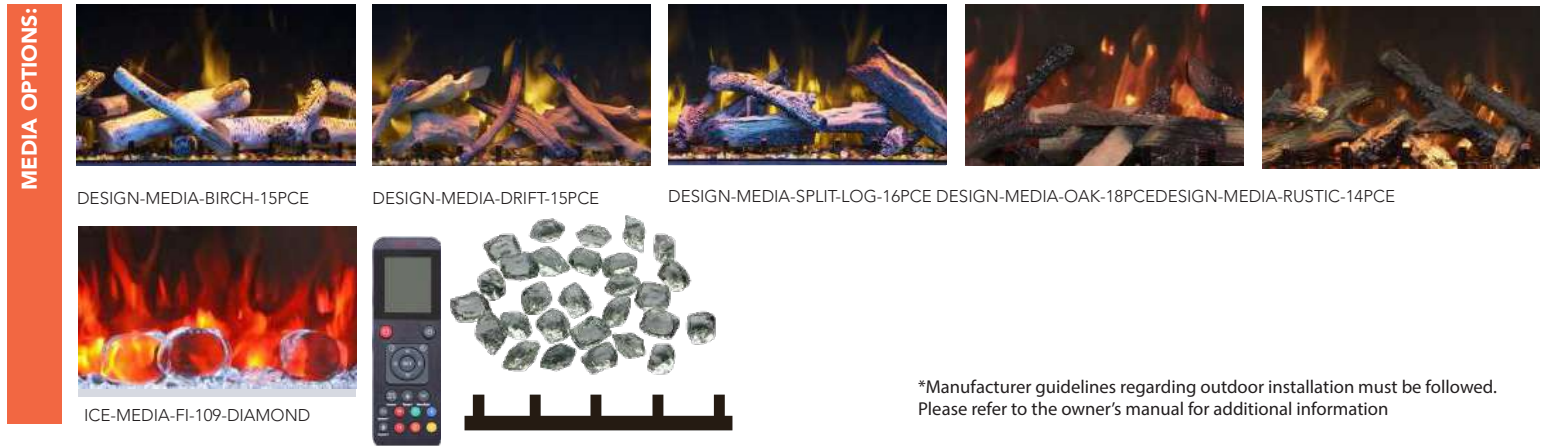 MEDIA OPTIONS:
DESIGN-MEDIA-BIRCH-15PCE
DESIGN-MEDIA-DRIFT-15PCE
DESIGN-MEDIA-SPLIT-LOG-16PCE DESIGN-MEDIA-OAK-18PCEDESIGN-MEDIA-RUSTIC-14PCE
ICE-MEDIA-FI-109-DIAMOND
*Manufacturer guidelines regarding outdoor installation must be followed.
Please refer to the owner’s manual for additional information